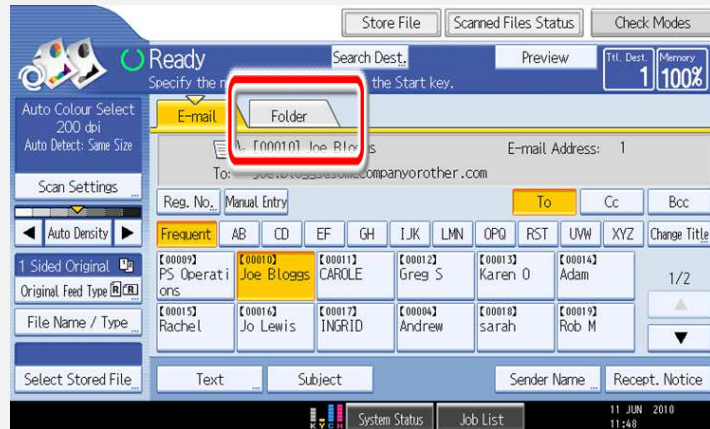 Store File Scanned Files Status Check Modes
Ready Search Dest. Preview Ttl. Dest. Memory
1 100%
Specify the the Start key.
Auto Colour Select
200 dpi
Auto Detect: Same Size
E-mail Folder
[00010] Joe Bloggs E-mail Address: 1
To:
Scan Settings
Reg. No. Manual Entry To Cc Bcc
Auto Density
Frequent AB CD EF GH IJK LMN OPQ RST UVW XYZ Change Title
1 Sided Original
Original Feed Type R R
[00009] [00010] [00011] [00012] [00013] [00014]
PS Operati Joe Bloggs CAROLE Greg S Karen O Adam
ons
1/2
File Name / Type
[00015] [00016] [00017] [00004] [00018] [00019]
Rachel Jo Lewis INGRID Andrew sarah Rob M
Select Stored File Text Subject Sender Name Recept. Notice
K Y C M System Status Job List 11 JUN 2010
11:48